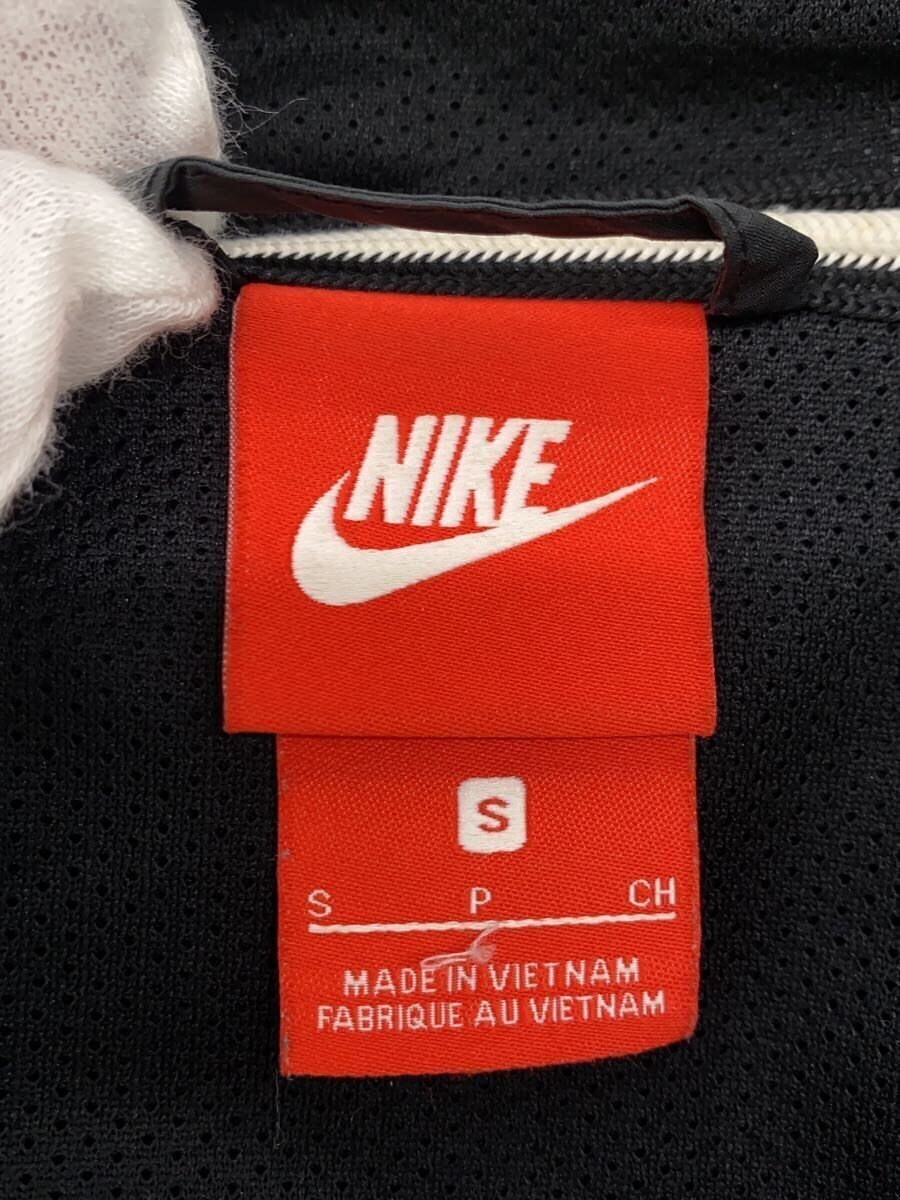 NIKE
S
S P CH
MADE IN VIETNAM
FABRIQUE AU VIETNAM